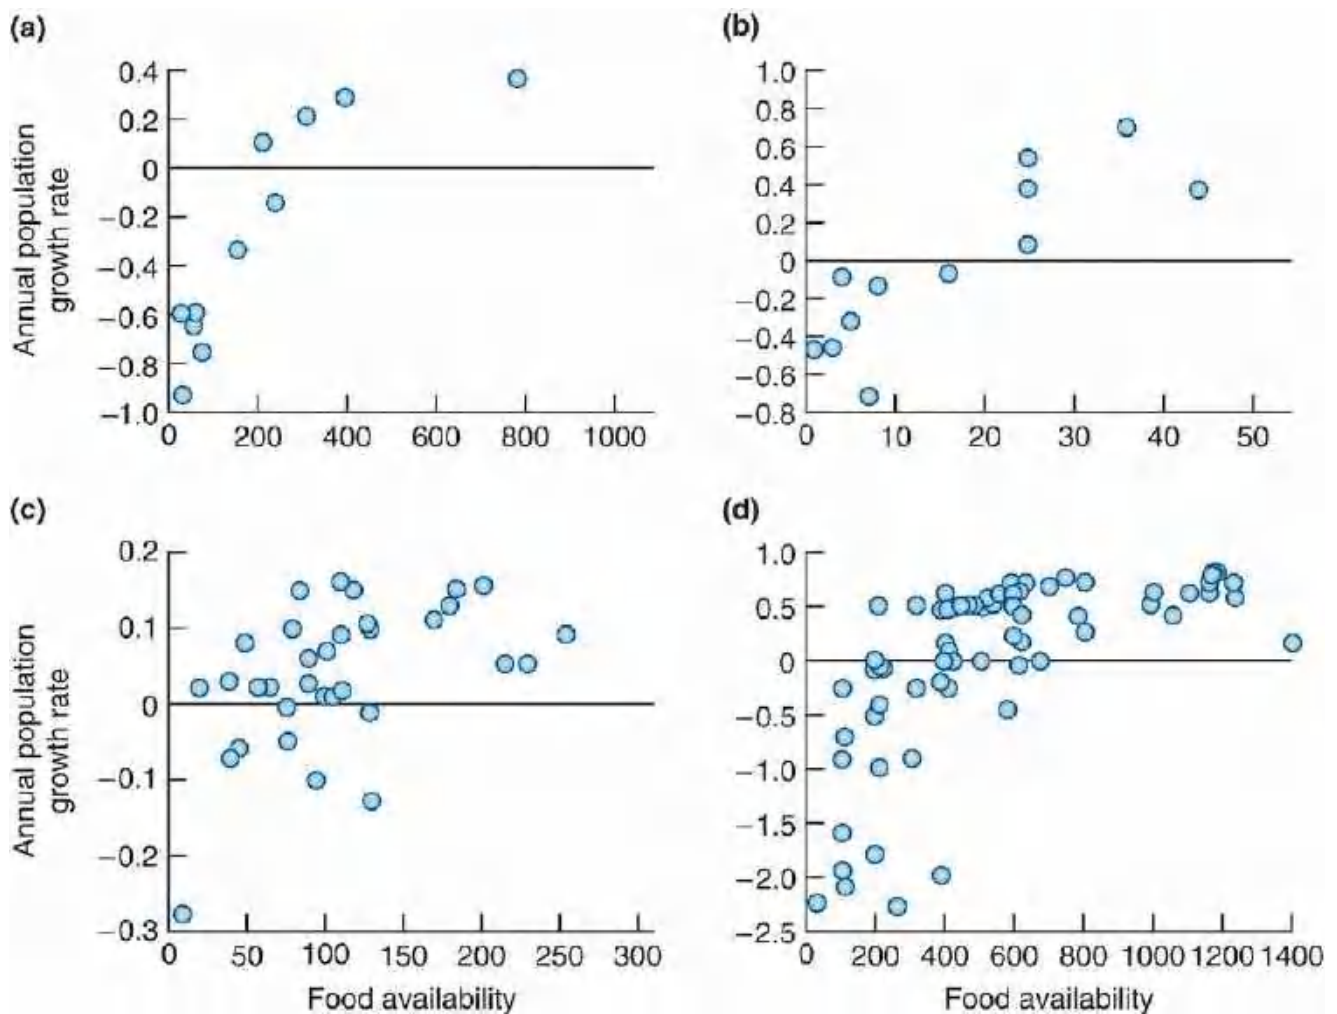 (a)
(b)
Annual population
growth rate
0.4
0.2
0
−0.2
−0.4
−0.6
−0.8
−1.0
0 200 400 600 800 1000
1.0
0.8
0.6
0.4
0.2
0
−0.2
−0.4
−0.6
−0.8
0 10 20 30 40 50
(c)
(d)
Annual population
growth rate
0.2
0.1
0
−0.1
−0.2
−0.3
0 50 100 150 200 250 300
Food availability
1.0
0.5
0
−0.5
−1.0
−1.5
−2.0
−2.5
0 200 400 600 800 1000 1200 1400
Food availability